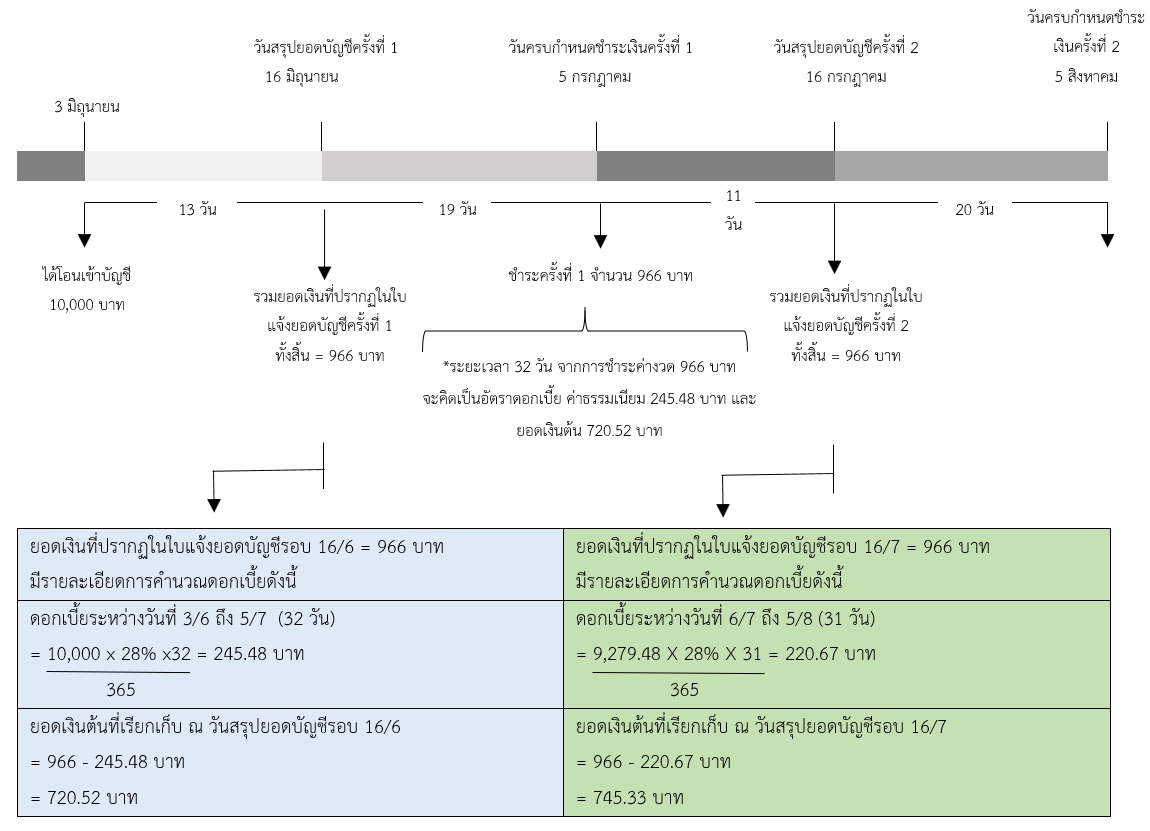 วันครบกำหนดชำระ
เงินครั้งที่ 2
5 สิงหาคม
วันสรุปยอดบัญชีครั้งที่ 1
16 มิถุนายน
วันครบกำหนดชำระเงินครั้งที่ 1
5 กรกฎาคม
วันสรุปยอดบัญชีครั้งที่ 2
16 กรกฎาคม
3 มิถุนายน
13 วัน
19 วัน
11
วัน
20 วัน
ได้โอนเข้าบัญชี
10,000 บาท
รวมยอดเงินที่ปรากฏในใบ
แจ้งยอดบัญชีครั้งที่ 1
ทั้งสิ้น = 966 บาท
ชำระครั้งที่ 1 จำนวน 966 บาท
*ระยะเวลา 32 วัน จากการชำระค่างวด 966 บาท
จะคิดเป็นอัตราดอกเบี้ย ค่าธรรมเนียม 245.48 บาท และ
ยอดเงินต้น 720.52 บาท
รวมยอดเงินที่ปรากฏในใบ
แจ้งยอดบัญชีครั้งที่ 2
ทั้งสิ้น = 966 บาท
ยอดเงินที่ปรากฏในใบแจ้งยอดบัญชีรอบ 16/6 = 966 บาท
มีรายละเอียดการคำนวณดอกเบี้ยดังนี้
ดอกเบี้ยระหว่างวันที่ 3/6 ถึง 5/7 (32 วัน)
= 10,000 x 28% x32 = 245.48 บาท
365
ยอดเงินต้นที่เรียกเก็บ ณ วันสรุปยอดบัญชีรอบ 16/6
= 966 - 245.48 บาท
= 720.52 บาท
ยอดเงินที่ปรากฏในใบแจ้งยอดบัญชีรอบ 16/7 = 966 บาท
มีรายละเอียดการคำนวณดอกเบี้ยดังนี้
ดอกเบี้ยระหว่างวันที่ 6/7 ถึง 5/8 (31 วัน)
= 9,279.48 X 28% X 31 = 220.67 บาท
365
ยอดเงินต้นที่เรียกเก็บ ณ วันสรุปยอดบัญชีรอบ 16/7
= 966 - 220.67 บาท
= 745.33 บาท